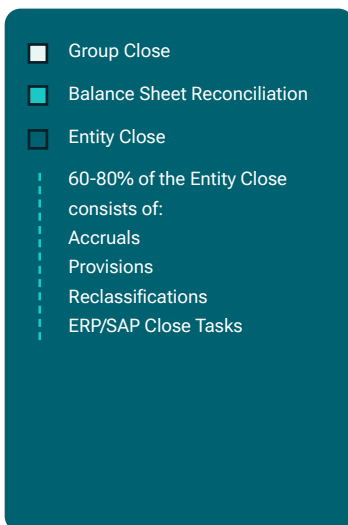 Group Close
Balance Sheet Reconciliation
Entity Close
60-80% of the Entity Close
consists of:
Accruals
Provisions
Reclassifications
ERP/SAP Close Tasks